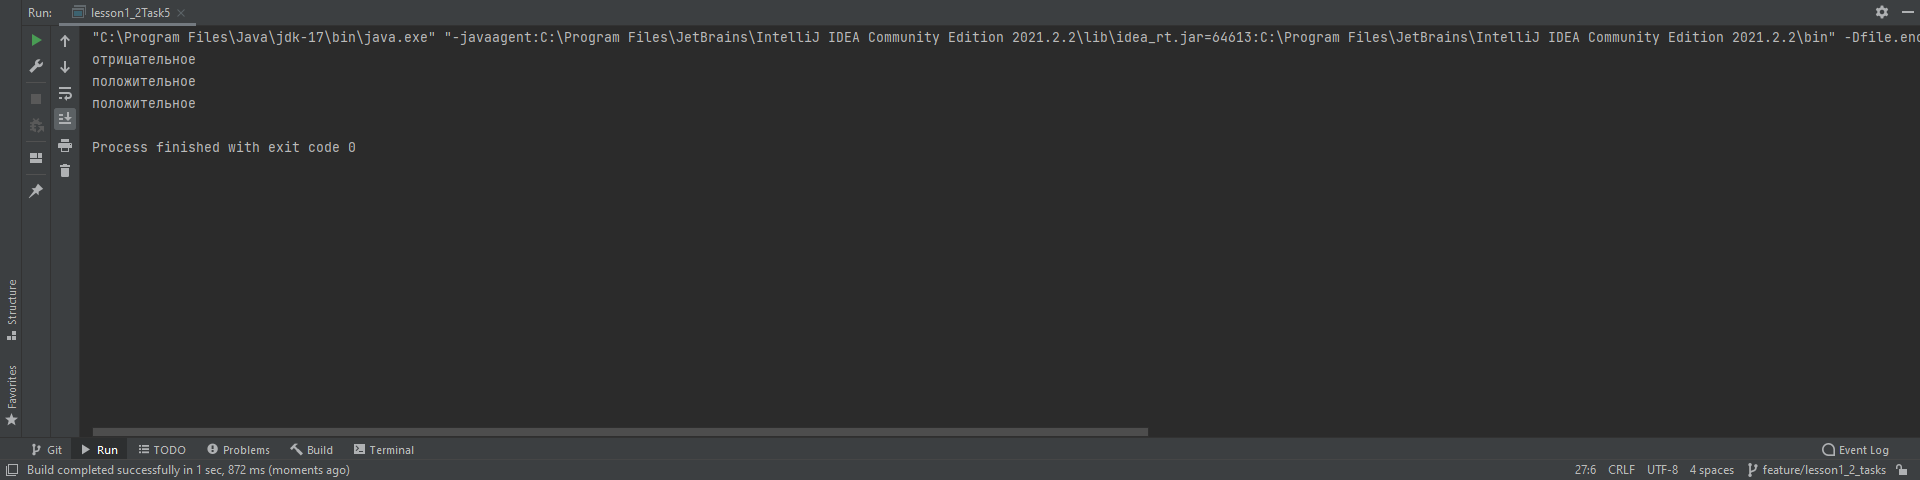 Run: lesson1_2Task5
"C:\Program Files\Java\jdk-17\bin\java.exe" "-javaagent:C:\Program Files\JetBrains\IntelliJ IDEA Community Edition 2021.2.2\lib\idea_rt.jar=64613:C:\Program Files\JetBrains\IntelliJ IDEA Community Edition 2021.2.2\bin" -Dfile.enc
отрицательное
положительное
положительное
Process finished with exit code 0
Structure
Favorites
Git Run TODO Problems Build Terminal Event Log
Build completed successfully in 1 sec, 872 ms (moments ago) 27:6 CRLF UTF-8 4 spaces feature/lesson1_2_tasks